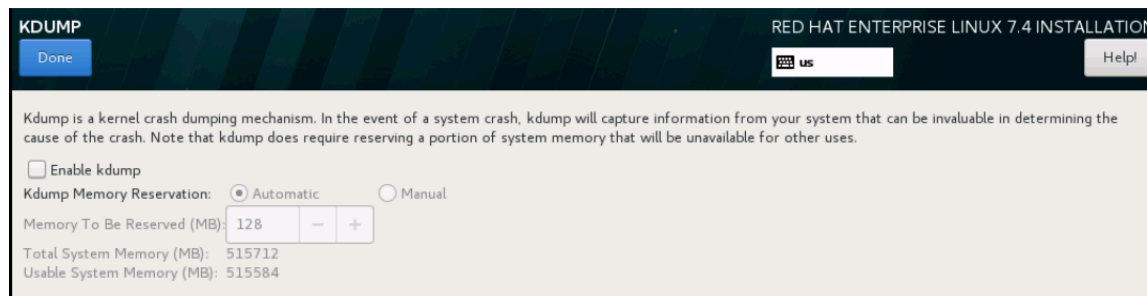 KDUMP
RED HAT ENTERPRISE LINUX 7.4 INSTALLATION
Done
us
Help!
Kdump is a kernel crash dumping mechanism. In the event of a system crash, kdump will capture information from your system that can be invaluable in determining the
cause of the crash. Note that kdump does require reserving a portion of system memory that will be unavailable for other uses.
Enable kdump
Kdump Memory Reservation: Automatic Manual
Memory To Be Reserved (MB): 128 − +
Total System Memory (MB): 515712
Usable System Memory (MB): 515584